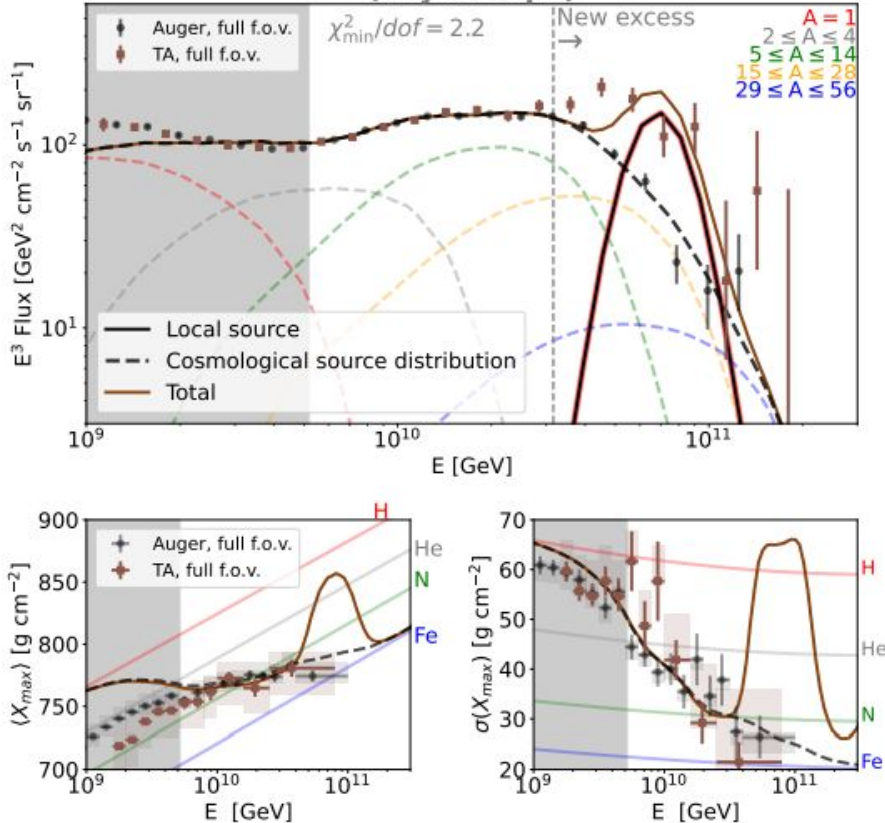 Auger, full f.o.v.
TA, full f.o.v.
χ²min/dof = 2.2
New excess
→
A = 1
2 ≤ A ≤ 4
5 ≤ A ≤ 14
15 ≤ A ≤ 28
29 ≤ A ≤ 56
E³ Flux [GeV² cm⁻² s⁻¹ sr⁻¹]
10²
10¹
Local source
Cosmological source distribution
Total
10⁹
10¹⁰
10¹¹
E [GeV]
⟨Xmax⟩ [g cm⁻²]
900
850
800
750
700
Auger, full f.o.v.
TA, full f.o.v.
H
He
N
Fe
10⁹
10¹⁰
10¹¹
E [GeV]
σ(Xmax) [g cm⁻²]
70
60
50
40
30
20
H
He
N
Fe
10⁹
10¹⁰
10¹¹
E [GeV]